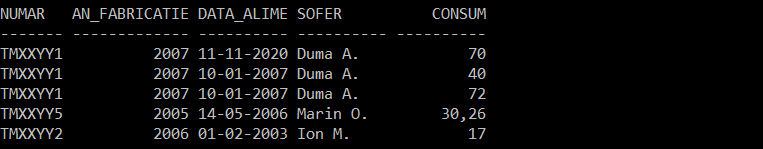 NUMAR AN_FABRICATIE DATA_ALIME SOFER CONSUM
------- ------------- ---------- ---------- ----------
TMXXYY1 2007 11-11-2020 Duma A. 70
TMXXYY1 2007 10-01-2007 Duma A. 40
TMXXYY1 2007 10-01-2007 Duma A. 72
TMXXYY5 2005 14-05-2006 Marin O. 30,26
TMXXYY2 2006 01-02-2003 Ion M. 17